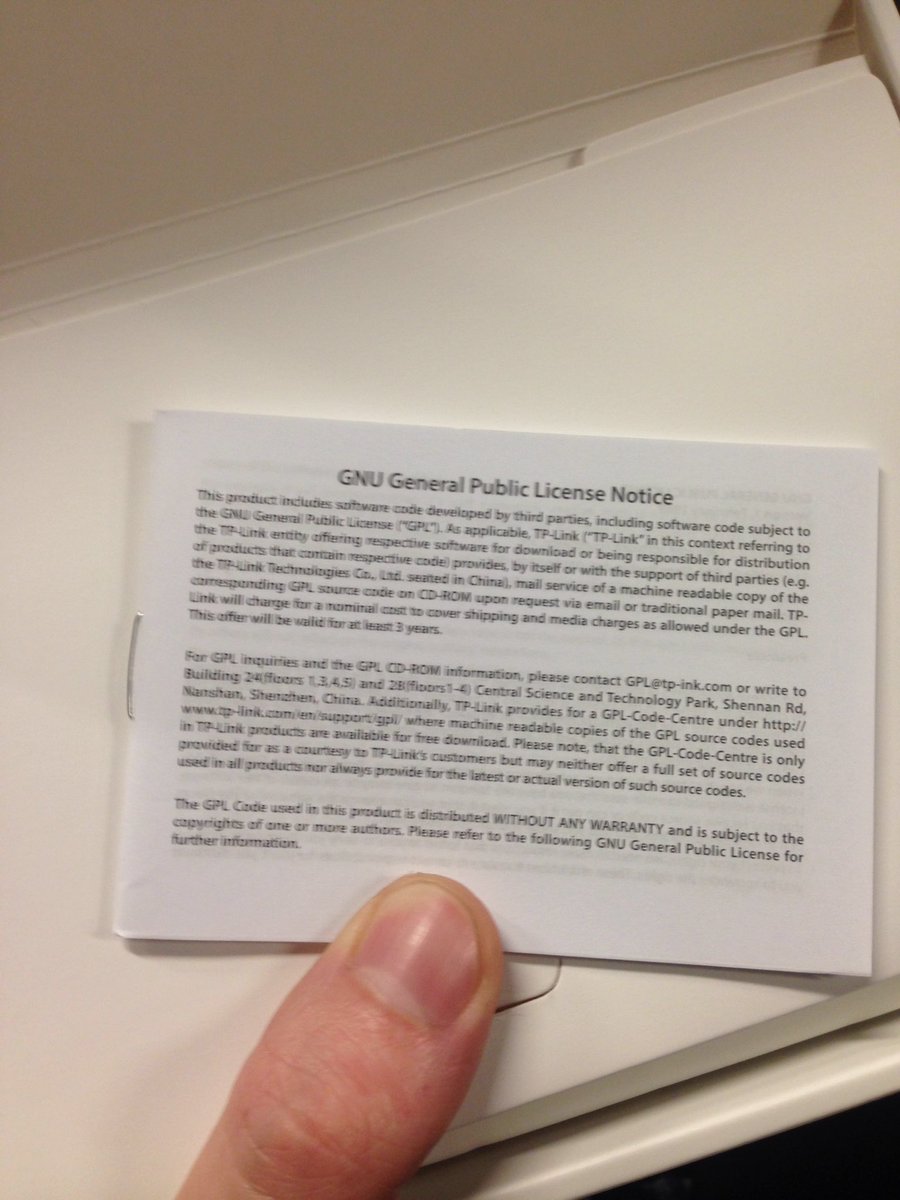 GNU General Public License Notice
This product includes software code developed by third parties, including software code subject to
the GNU General Public License ("GPL"). As applicable, TP-Link ("TP-Link" in this context referring to
the TP-Link entity offering respective software for download or being responsible for distribution
of products that contain respective code) provides, by itself or with the support of third parties (e.g.
the TP-Link Technologies Co., Ltd. seated in China), mail service of a machine readable copy of the
corresponding GPL source code on CD-ROM upon request via email or traditional paper mail. TP-
Link will charge for a nominal cost to cover shipping and media charges as allowed under the GPL.
This offer will be valid for at least 3 years.
For GPL inquiries and the GPL CD-ROM information, please contact GPL@tp-ink.com or write to
Building 24(floors 1,3,4,5) and 28(floors1-4) Central Science and Technology Park, Shennan Rd,
Nanshan, Shenzhen, China. Additionally, TP-Link provides for a GPL-Code-Centre under http://
www.tp-link.com/en/support/gpl/ where machine readable copies of the GPL source codes used
in TP-Link products are available for free download. Please note, that the GPL-Code-Centre is only
provided for as a courtesy to TP-Link's customers but may neither offer a full set of source codes
used in all products nor always provide for the latest or actual version of such source codes.
The GPL Code used in this product is distributed WITHOUT ANY WARRANTY and is subject to the
copyrights of one or more authors. Please refer to the following GNU General Public License for
further information.